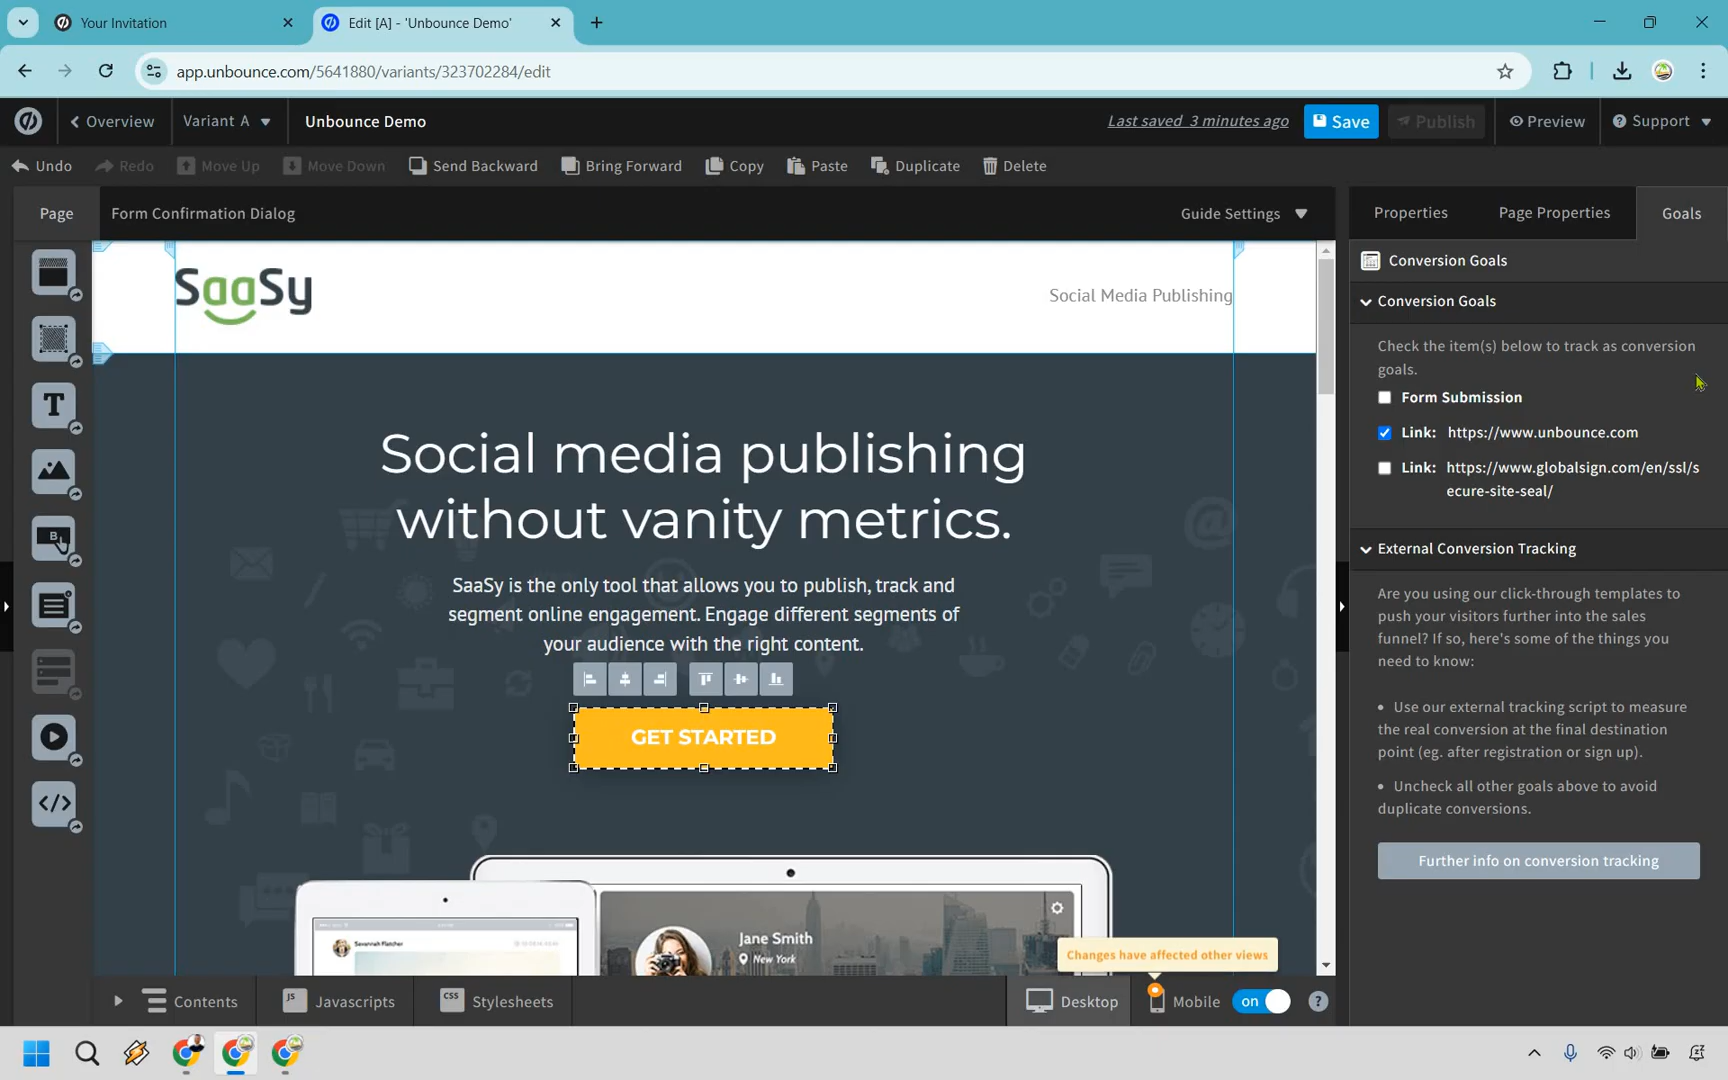 Your Invitation
Edit [A] - 'Unbounce Demo'
app.unbounce.com/5641880/variants/323702284/edit
Overview
Variant A
Unbounce Demo
Last saved 3 minutes ago
Save
Publish
Preview
Support
Undo
Redo
Move Up
Move Down
Send Backward
Bring Forward
Copy
Paste
Duplicate
Delete
Page
Form Confirmation Dialog
Guide Settings
Properties
Page Properties
Goals
SaaSy
Social Media Publishing
Social media publishing
without vanity metrics.
SaaSy is the only tool that allows you to publish, track and
segment online engagement. Engage different segments of
your audience with the right content.
GET STARTED
Jane Smith
New York
Savannah Fletcher
Changes have affected other views
Conversion Goals
Conversion Goals
Check the item(s) below to track as conversion
goals.
Form Submission
Link: https://www.unbounce.com
Link: https://www.globalsign.com/en/ssl/s
ecure-site-seal/
External Conversion Tracking
Are you using our click-through templates to
push your visitors further into the sales
funnel? If so, here's some of the things you
need to know:
• Use our external tracking script to measure
the real conversion at the final destination
point (eg. after registration or sign up).
• Uncheck all other goals above to avoid
duplicate conversions.
Further info on conversion tracking
Contents
JS Javascripts
CSS Stylesheets
Desktop
Mobile
on
?